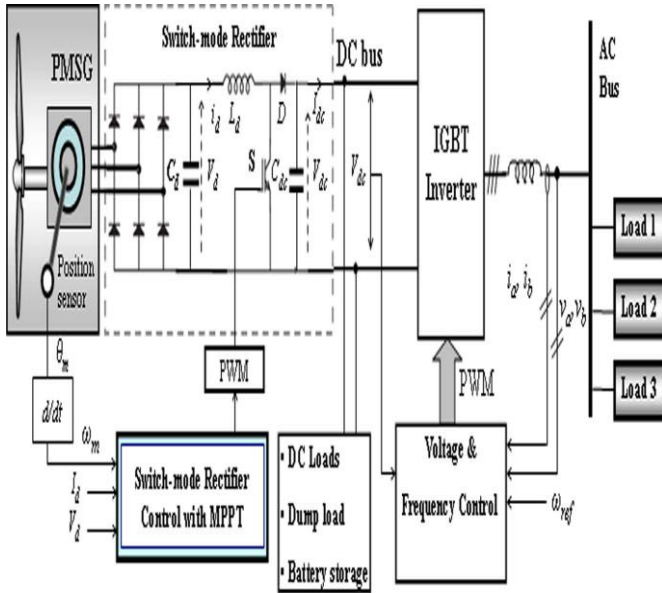 Switch-mode Rectifier
PMSG
DC bus
AC
Bus
i_d
L_d
D
I_dc
C_d
V_d
S
C_dc
V_dc
V_dc
IGBT
Inverter
Position
sensor
θ_m
d/dt
ω_m
I_d
V_d
PWM
Switch-mode Rectifier
Control with MPPT
• DC Loads
• Dump load
• Battery storage
PWM
Voltage &
Frequency Control
i_a, i_b
v_a, v_b
ω_ref
Load 1
Load 2
Load 3